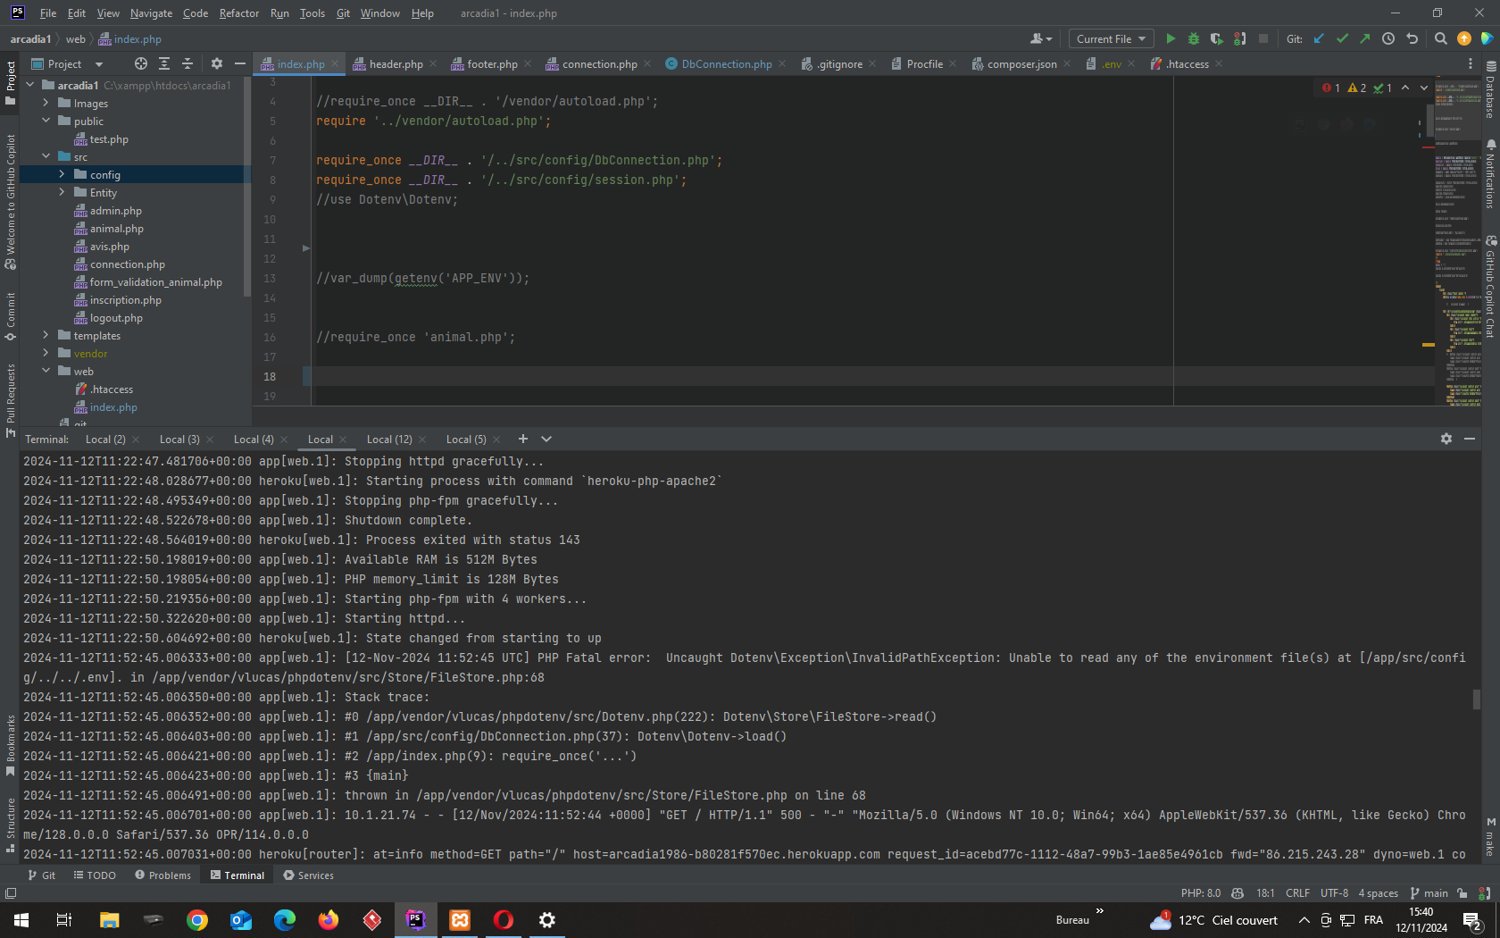 File Edit View Navigate Code Refactor Run Tools Git Window Help arcadia1 - index.php
arcadia1 web index.php Current File Git:
Project
index.php header.php footer.php connection.php DbConnection.php .gitignore Procfile composer.json .env .htaccess
arcadia1 C:\xampp\htdocs\arcadia1
Images
public
test.php
src
config
Entity
admin.php
animal.php
avis.php
connection.php
form_validation_animal.php
inscription.php
logout.php
templates
vendor
web
.htaccess
index.php
Project
Welcome to GitHub Copilot
Commit
Pull Requests
Bookmarks
Structure
1 2 1
3
4 //require_once __DIR__ . '/vendor/autoload.php';
5 require '../vendor/autoload.php';
6
7 require_once __DIR__ . '/../src/config/DbConnection.php';
8 require_once __DIR__ . '/../src/config/session.php';
9 //use Dotenv\Dotenv;
10
11
12
13 //var_dump(getenv('APP_ENV'));
14
15
16 //require_once 'animal.php';
17
18
19
Database
Notifications
GitHub Copilot Chat
make
Terminal: Local (2) Local (3) Local (4) Local Local (12) Local (5)
2024-11-12T11:22:47.481706+00:00 app[web.1]: Stopping httpd gracefully...
2024-11-12T11:22:48.028677+00:00 heroku[web.1]: Starting process with command `heroku-php-apache2`
2024-11-12T11:22:48.495349+00:00 app[web.1]: Stopping php-fpm gracefully...
2024-11-12T11:22:48.522678+00:00 app[web.1]: Shutdown complete.
2024-11-12T11:22:48.564019+00:00 heroku[web.1]: Process exited with status 143
2024-11-12T11:22:50.198019+00:00 app[web.1]: Available RAM is 512M Bytes
2024-11-12T11:22:50.198054+00:00 app[web.1]: PHP memory_limit is 128M Bytes
2024-11-12T11:22:50.219356+00:00 app[web.1]: Starting php-fpm with 4 workers...
2024-11-12T11:22:50.322620+00:00 app[web.1]: Starting httpd...
2024-11-12T11:22:50.604692+00:00 heroku[web.1]: State changed from starting to up
2024-11-12T11:52:45.006333+00:00 app[web.1]: [12-Nov-2024 11:52:45 UTC] PHP Fatal error:  Uncaught Dotenv\Exception\InvalidPathException: Unable to read any of the environment file(s) at [/app/src/confi
g/../../.env]. in /app/vendor/vlucas/phpdotenv/src/Store/FileStore.php:68
2024-11-12T11:52:45.006350+00:00 app[web.1]: Stack trace:
2024-11-12T11:52:45.006352+00:00 app[web.1]: #0 /app/vendor/vlucas/phpdotenv/src/Dotenv.php(222): Dotenv\Store\FileStore->read()
2024-11-12T11:52:45.006403+00:00 app[web.1]: #1 /app/src/config/DbConnection.php(37): Dotenv\Dotenv->load()
2024-11-12T11:52:45.006421+00:00 app[web.1]: #2 /app/index.php(9): require_once('...')
2024-11-12T11:52:45.006423+00:00 app[web.1]: #3 {main}
2024-11-12T11:52:45.006491+00:00 app[web.1]: thrown in /app/vendor/vlucas/phpdotenv/src/Store/FileStore.php on line 68
2024-11-12T11:52:45.006701+00:00 app[web.1]: 10.1.21.74 - - [12/Nov/2024:11:52:44 +0000] "GET / HTTP/1.1" 500 - "-" "Mozilla/5.0 (Windows NT 10.0; Win64; x64) AppleWebKit/537.36 (KHTML, like Gecko) Chro
me/128.0.0.0 Safari/537.36 OPR/114.0.0.0
2024-11-12T11:52:45.007031+00:00 heroku[router]: at=info method=GET path="/" host=arcadia1986-b80281f570ec.herokuapp.com request_id=acebd77c-1112-48a7-99b3-1ae85e4961cb fwd="86.215.243.28" dyno=web.1 co
Git TODO Problems Terminal Services
PHP: 8.0 18:1 CRLF UTF-8 4 spaces main
Bureau 12°C Ciel couvert FRA 15:40
12/11/2024 2